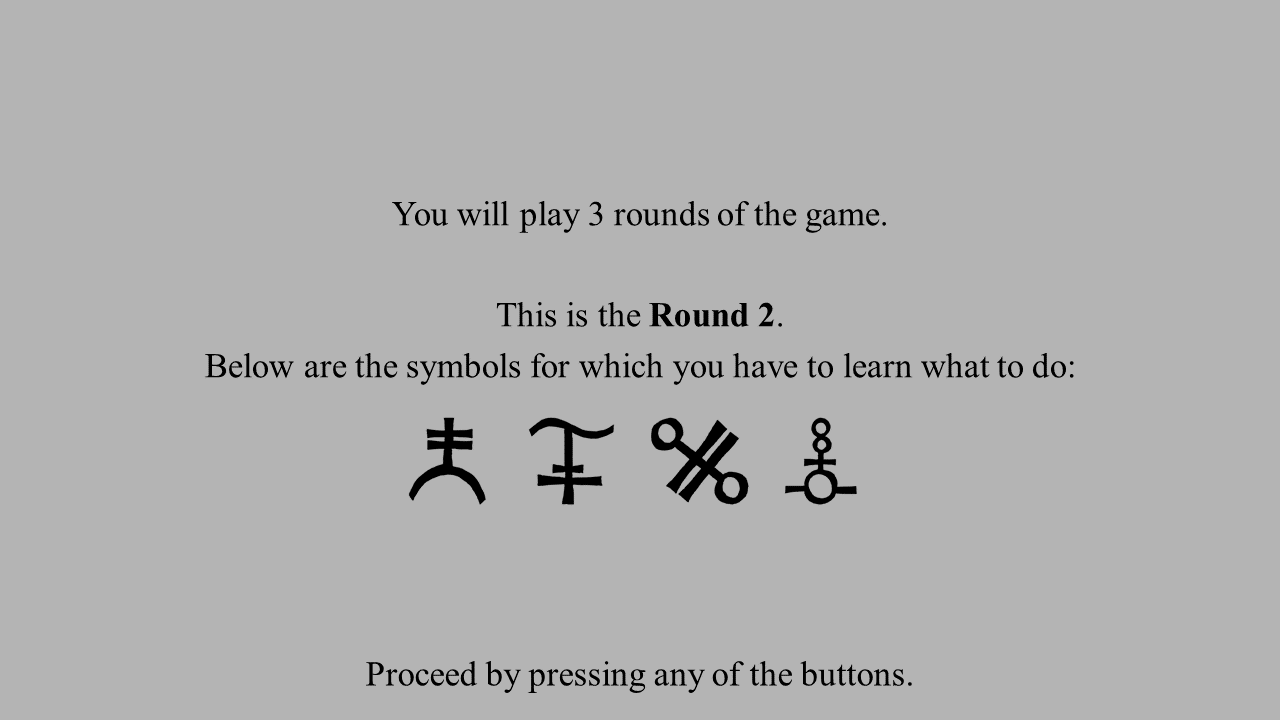 You will play 3 rounds of the game.
This is the Round 2.
Below are the symbols for which you have to learn what to do:
Proceed by pressing any of the buttons.